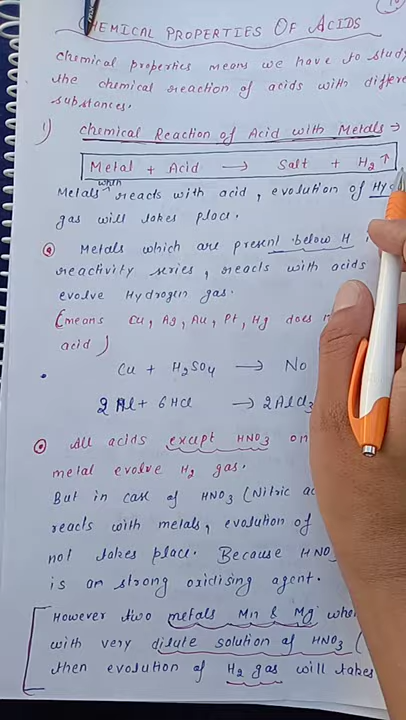 CHEMICAL PROPERTIES OF ACIDS
Chemical properties means we have to study
the chemical reaction of acids with
substances.
1) Chemical Reaction of Acid with Metals →
Metal + Acid → Salt + H₂ ↑
when
Metals reacts with acid, evolution of
gas will takes place.
Metals which are present below H
reactivity series, reacts with acids
evolve Hydrogen gas.
(means Cu, Ag, Au, Pt, Hg does
acid)
Cu + H₂SO₄ → No
2Al + 6HCl → 2AlCl₃
All acids except HNO₃ on
metal evolve H₂ gas.
But in case of HNO₃ (Nitric
reacts with metals, evolution of
not takes place. Because HNO₃
is an strong oxidising agent.
However two metals Mn & Mg when
with very dilute solution of HNO₃ (
then evolution of H₂ gas will takes